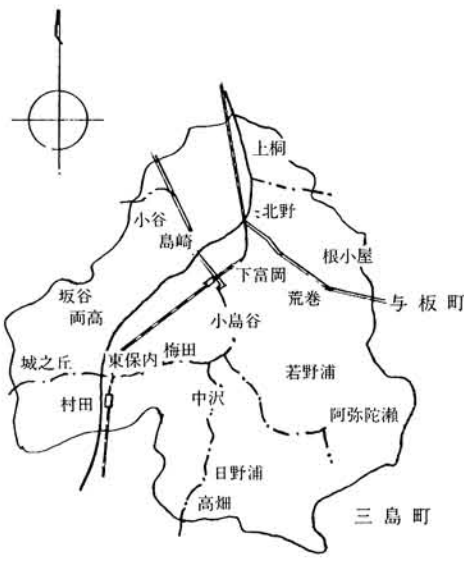 上桐
北野
小谷
島崎
根小屋
下富岡
坂谷
荒巻
与板町
両高
小島谷
梅田
東保内
城之丘
若野浦
中沢
村田
阿弥陀瀬
日野浦
高畑
三島町